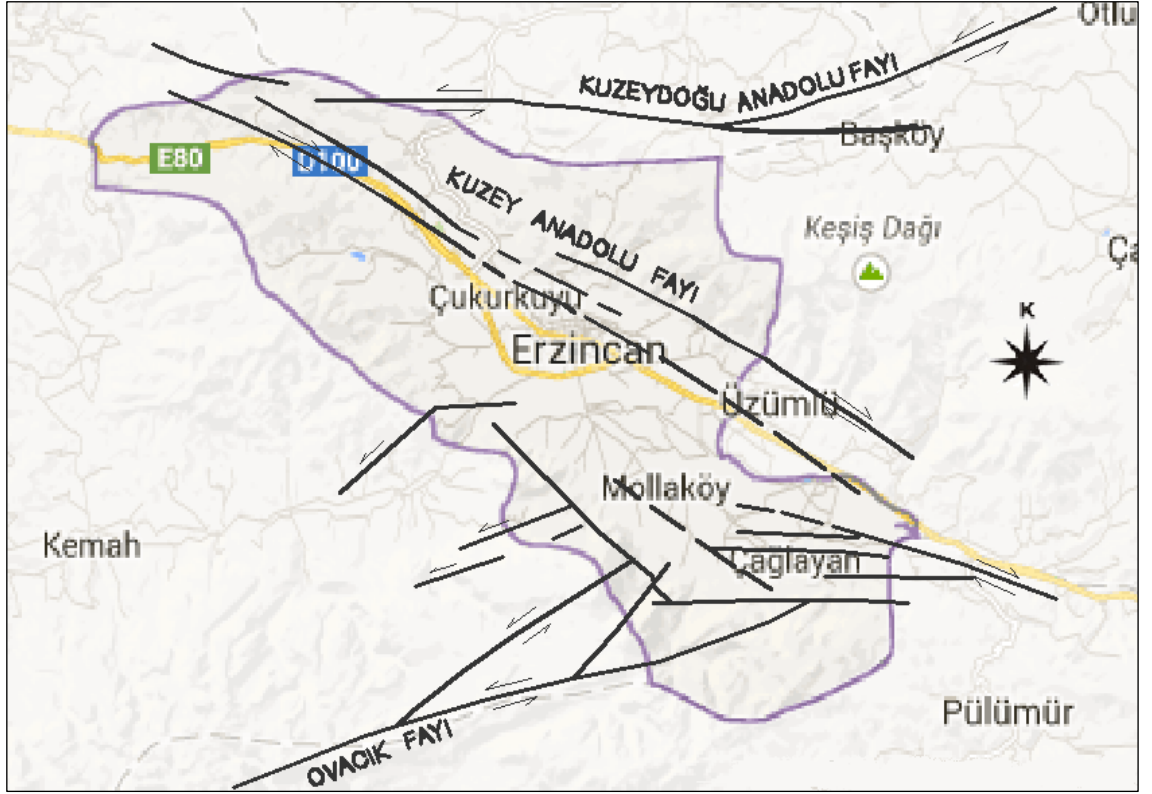 Otlu
KUZEYDOĞU ANADOLU FAYI
Başköy
E80
D100
KUZEY ANADOLU FAYI
Keşiş Dağı
Ça
Çukurkuyu
K
Erzincan
Üzümlü
Mollaköy
Kemah
Çağlayan
Pülümür
OVACIK FAYI